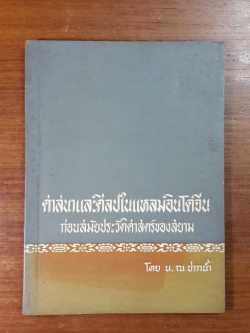 ศาสนาและศิลปในแหลมอินโดจีน
ก่อนสมัยประวัติศาสตร์ของสยาม
โดย น. ณ ปากน้ำ